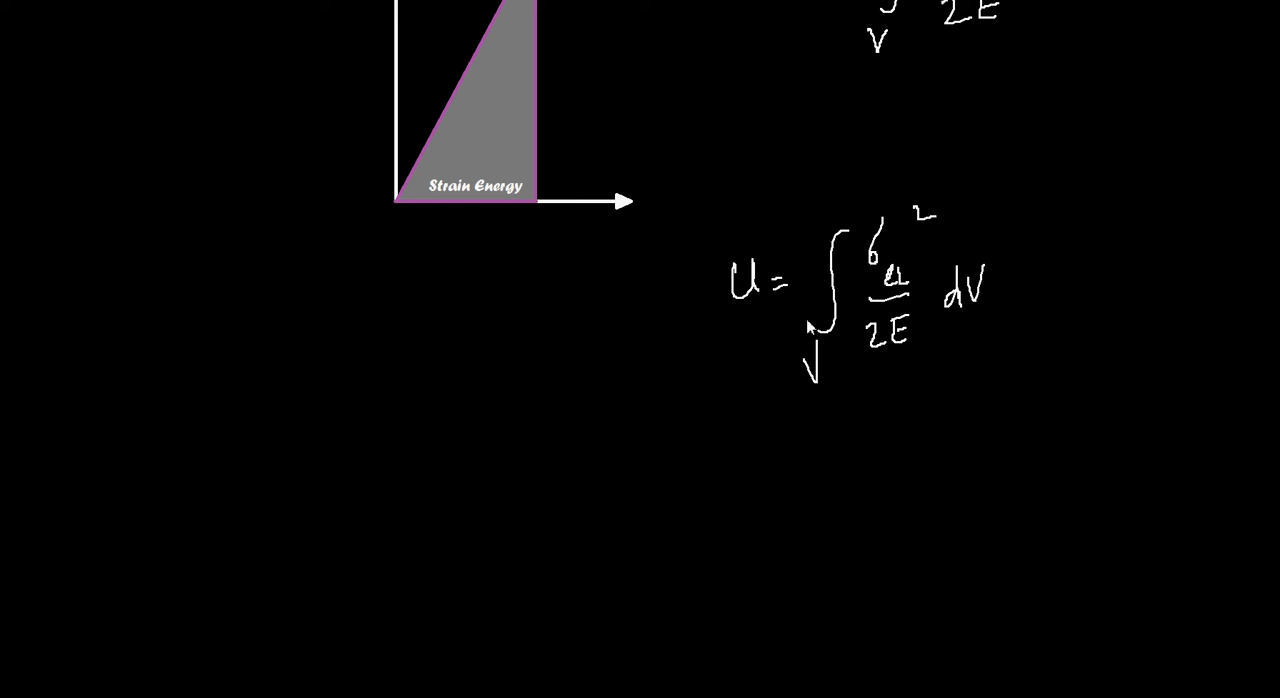 2E
V
Strain Energy
U = ∫ σ² / 2E dV
V